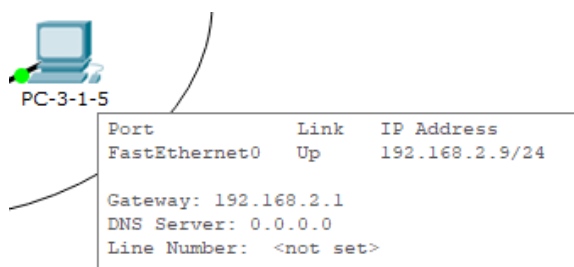 PC-3-1-5
Port Link IP Address
FastEthernet0 Up 192.168.2.9/24
Gateway: 192.168.2.1
DNS Server: 0.0.0.0
Line Number: <not set>